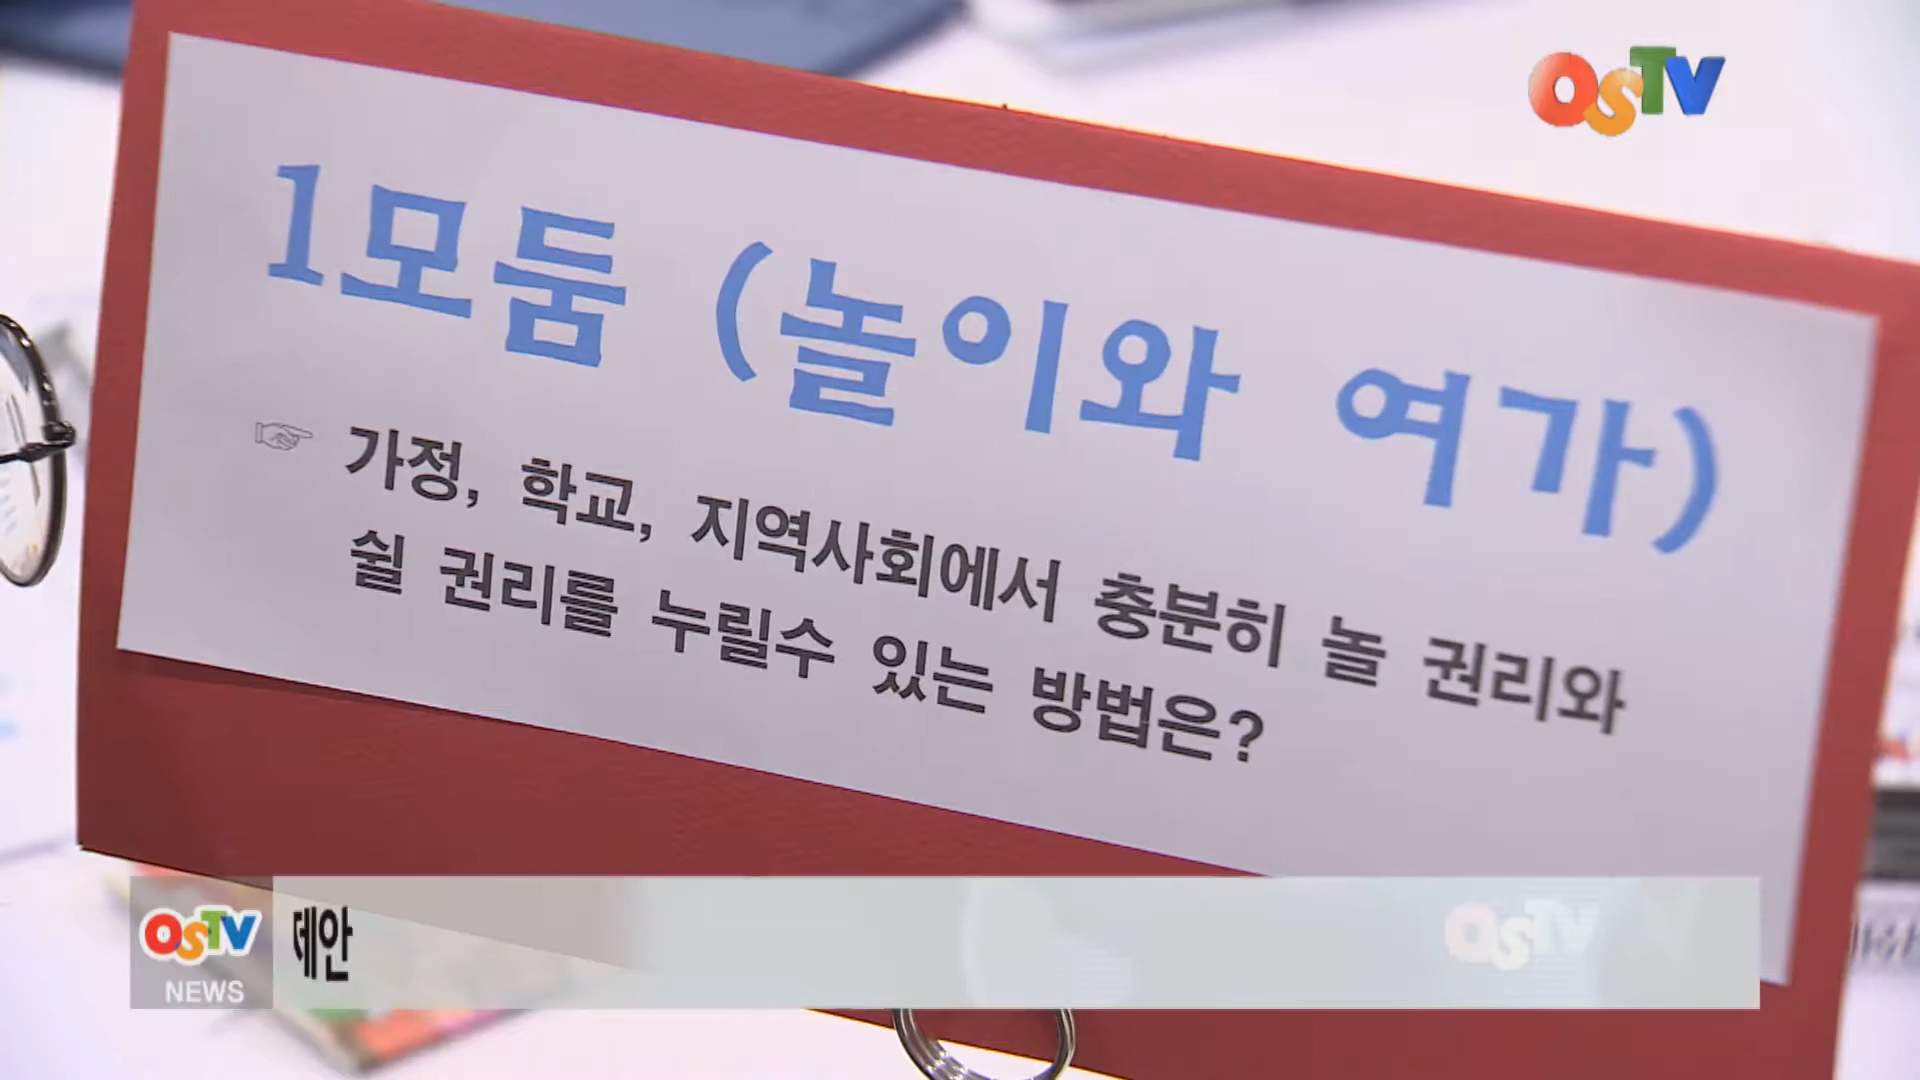 OSTV
1모둠 (놀이와 여가)
☞ 가정, 학교, 지역사회에서 충분히 놀 권리와
쉴 권리를 누릴수 있는 방법은?
OSTV
NEWS
OSTV N